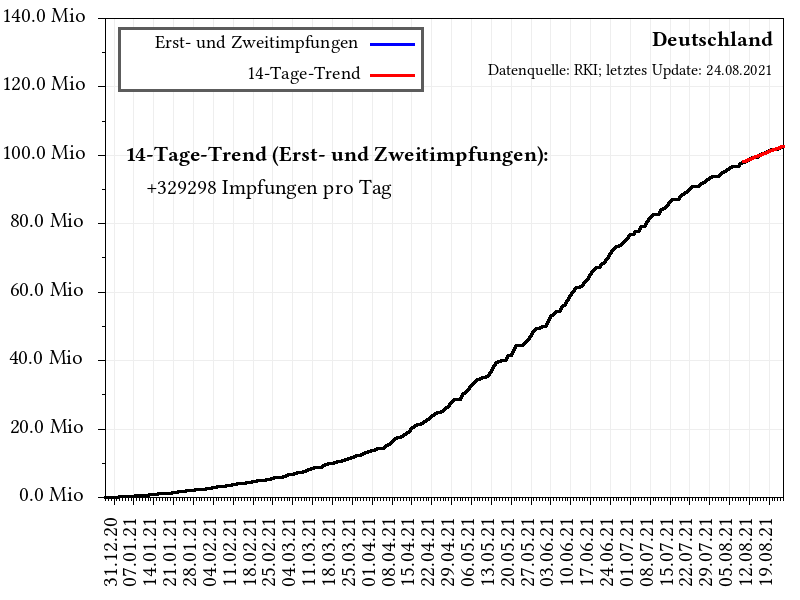 140.0 Mio
120.0 Mio
100.0 Mio
80.0 Mio
60.0 Mio
40.0 Mio
20.0 Mio
0.0 Mio
Erst- und Zweitimpfungen
14-Tage-Trend
Deutschland
Datenquelle: RKI; letztes Update: 24.08.2021
14-Tage-Trend (Erst- und Zweitimpfungen):
+329298 Impfungen pro Tag
31.12.20
07.01.21
14.01.21
21.01.21
28.01.21
04.02.21
11.02.21
18.02.21
25.02.21
04.03.21
11.03.21
18.03.21
25.03.21
01.04.21
08.04.21
15.04.21
22.04.21
29.04.21
06.05.21
13.05.21
20.05.21
27.05.21
03.06.21
10.06.21
17.06.21
24.06.21
01.07.21
08.07.21
15.07.21
22.07.21
29.07.21
05.08.21
12.08.21
19.08.21